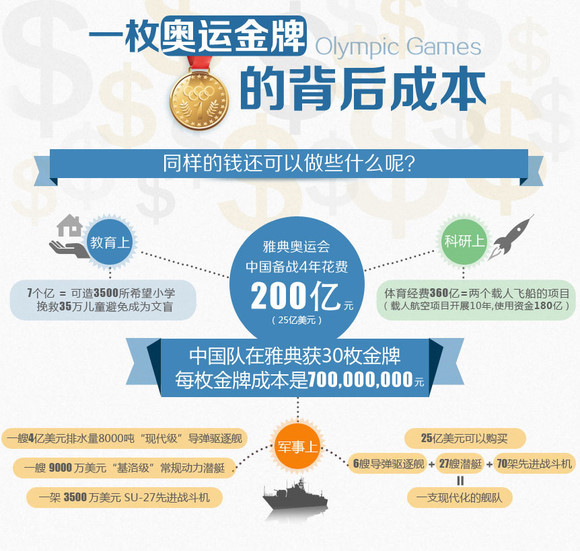 一枚奥运金牌
Olympic Games
的背后成本
同样的钱还可以做些什么呢?
教育上
7个亿 = 可造3500所希望小学
挽救35万儿童避免成为文盲
雅典奥运会
中国备战4年花费
200亿元
(25亿美元)
科研上
体育经费360亿=两个载人飞船的项目
(载人航空项目开展10年,使用资金180亿)
中国队在雅典获30枚金牌
每枚金牌成本是700,000,000元
军事上
一艘4亿美元排水量8000吨“现代级”导弹驱逐舰
一艘 9000 万美元“基洛级”常规动力潜艇
一架 3500 万美元 SU-27先进战斗机
25亿美元可以购买
6艘导弹驱逐舰 + 27艘潜艇 + 70架先进战斗机
=
一支现代化的舰队